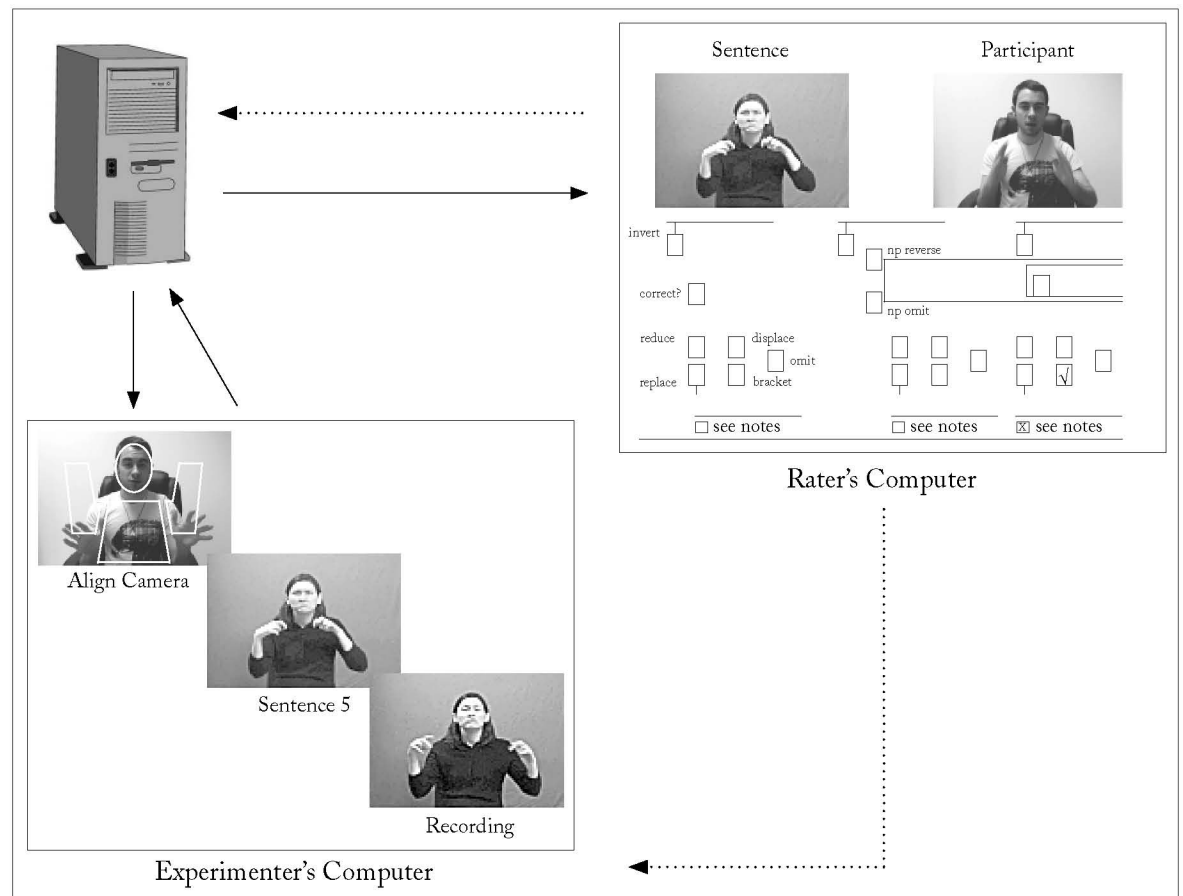 Sentence Participant
invert
np reverse
correct?
np omit
reduce displace
omit
replace bracket
√
see notes see notes X see notes
Rater's Computer
Align Camera
Sentence 5
Recording
Experimenter's Computer